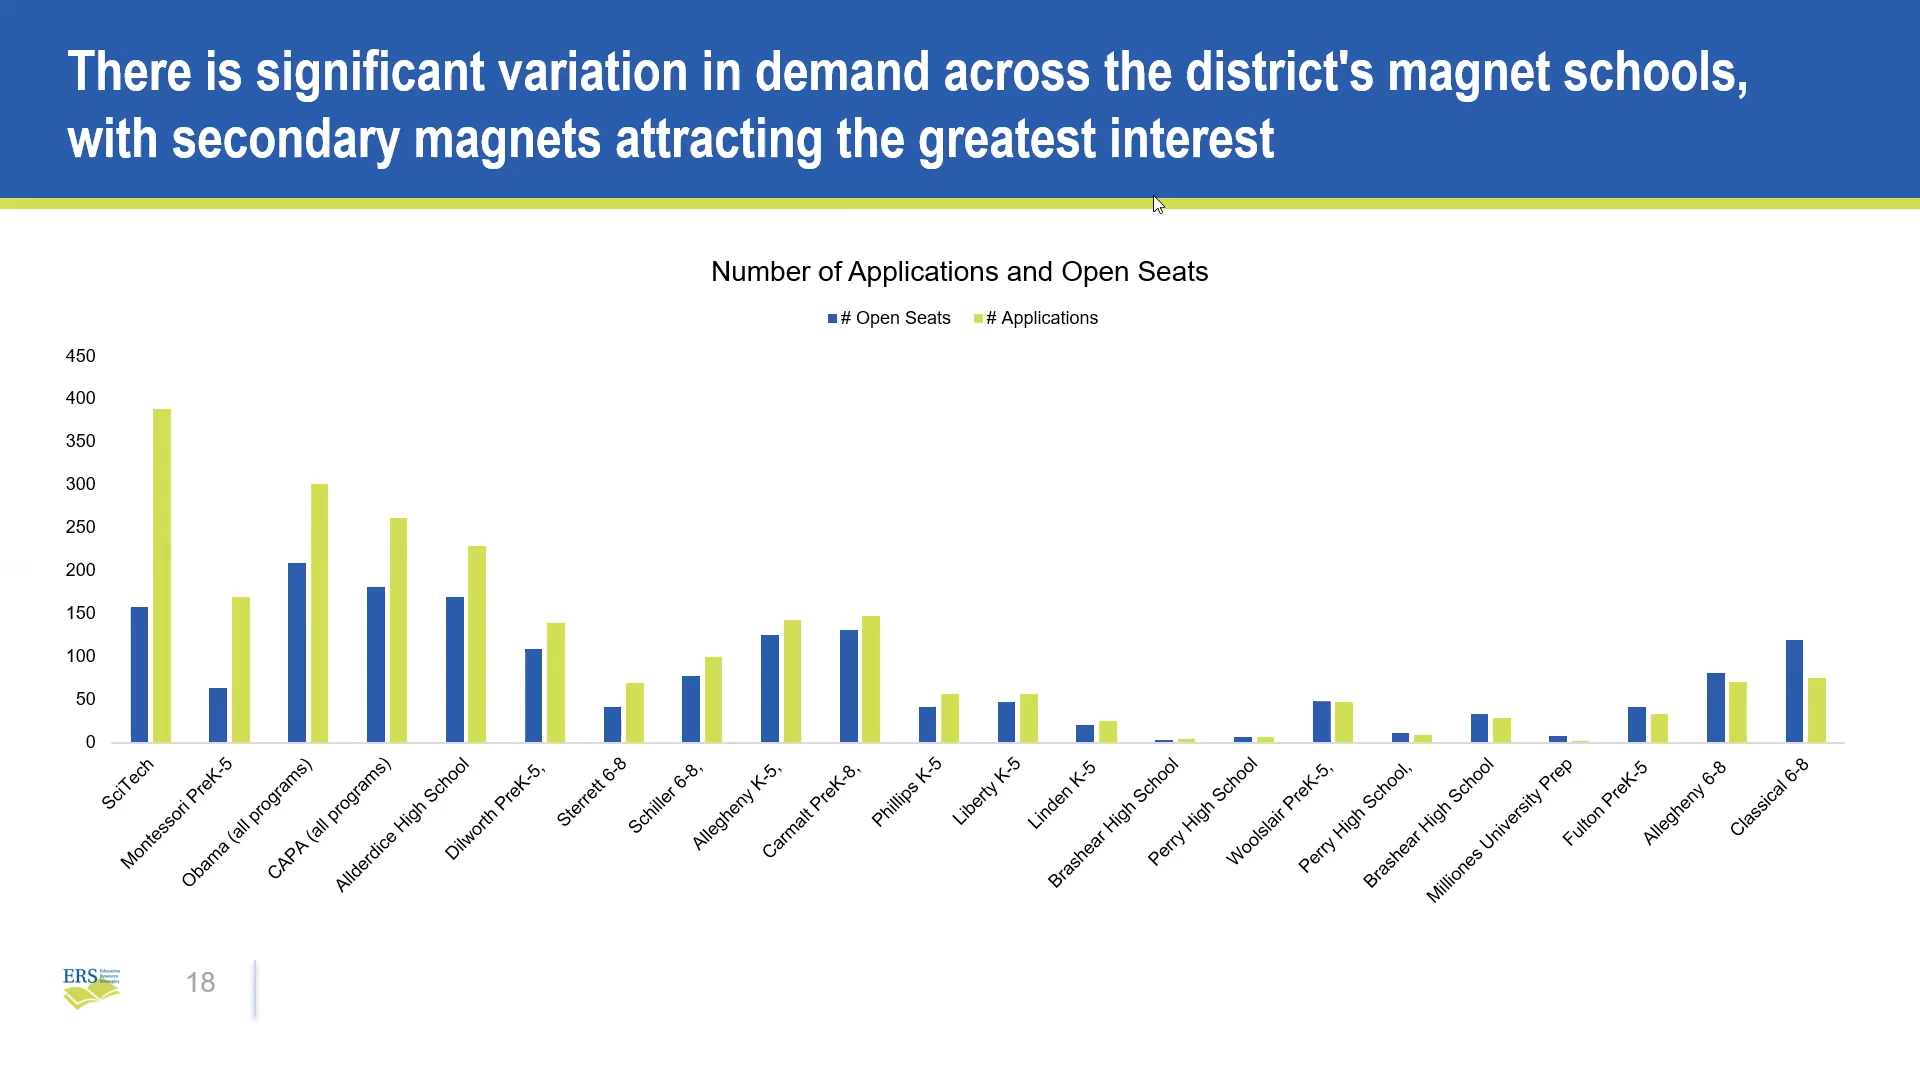 There is significant variation in demand across the district's magnet schools,
with secondary magnets attracting the greatest interest
Number of Applications and Open Seats
# Open Seats # Applications
450
400
350
300
250
200
150
100
50
0
SciTech
Montessori PreK-5
Obama (all programs)
CAPA (all programs)
Allderdice High School
Dilworth PreK-5,
Sterrett 6-8
Schiller 6-8,
Allegheny K-5,
Carmalt PreK-8,
Phillips K-5
Liberty K-5
Linden K-5
Brashear High School
Perry High School
Woolslair PreK-5,
Perry High School,
Brashear High School
Milliones University Prep
Fulton PreK-5
Allegheny 6-8
Classical 6-8
ERS
Education
Resource
Strategies
18